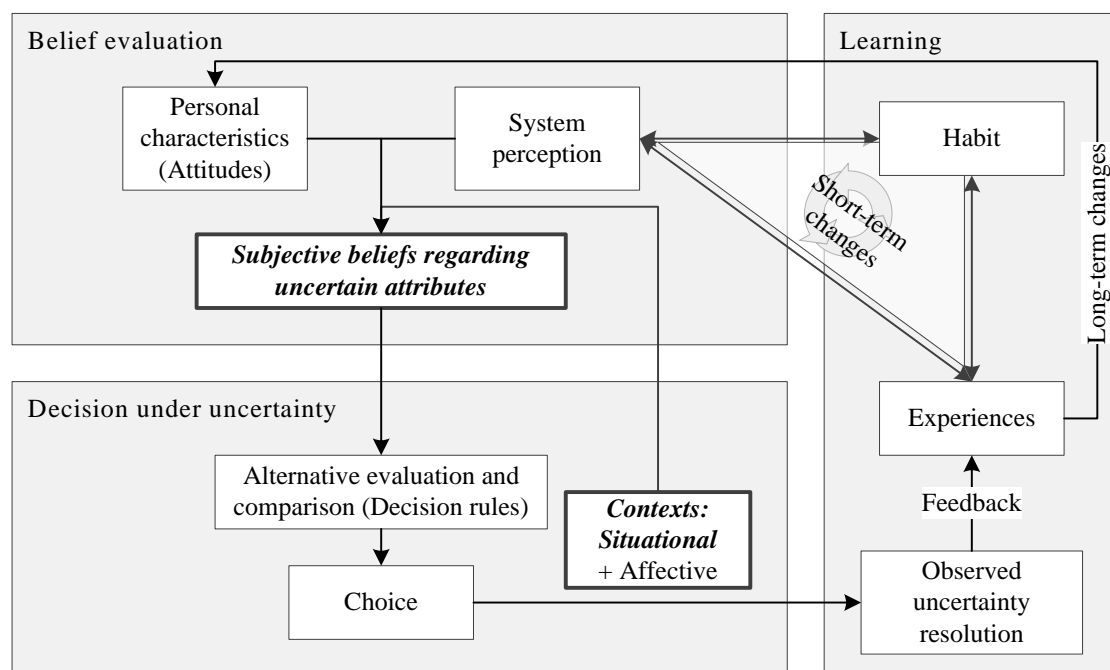 Belief evaluation
Learning
Personal
characteristics
(Attitudes)
System
perception
Habit
Short-term
changes
Long-term changes
Subjective beliefs regarding
uncertain attributes
Decision under uncertainty
Experiences
Alternative evaluation and
comparison (Decision rules)
Contexts:
Situational
+ Affective
Feedback
Choice
Observed
uncertainty
resolution